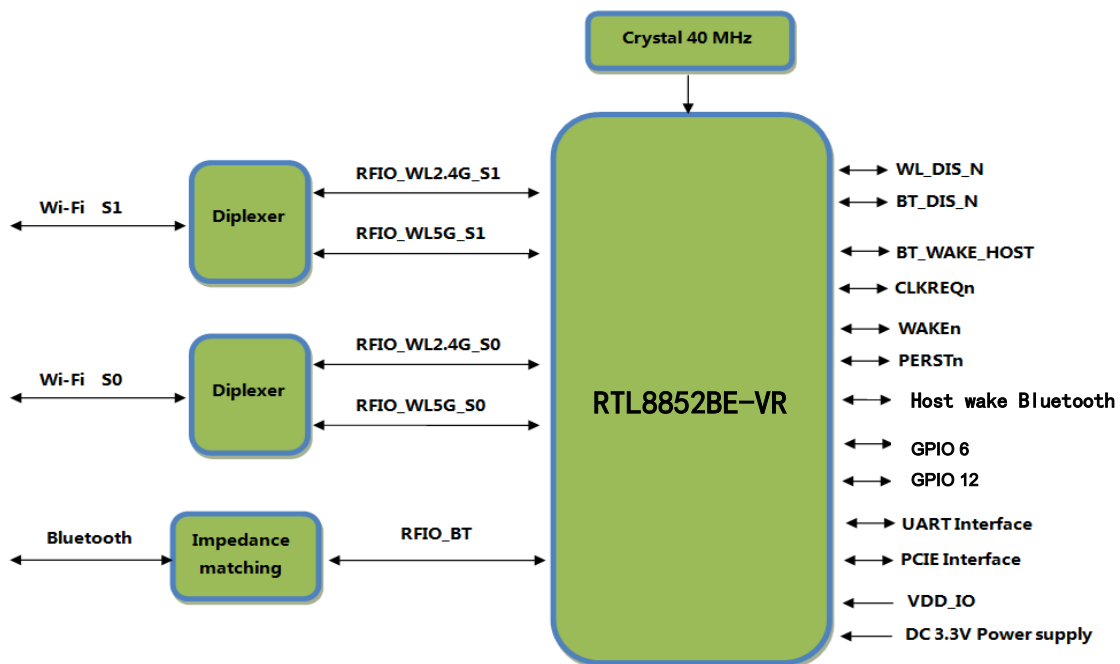 Crystal 40 MHz
RFIO_WL2.4G_S1
Wi-Fi S1
Diplexer
RFIO_WL5G_S1
RFIO_WL2.4G_S0
Wi-Fi S0
Diplexer
RFIO_WL5G_S0
Bluetooth
Impedance
matching
RFIO_BT
RTL8852BE-VR
WL_DIS_N
BT_DIS_N
BT_WAKE_HOST
CLKREQn
WAKEn
PERSTn
Host wake Bluetooth
GPIO 6
GPIO 12
UART Interface
PCIE Interface
VDD_IO
DC 3.3V Power supply